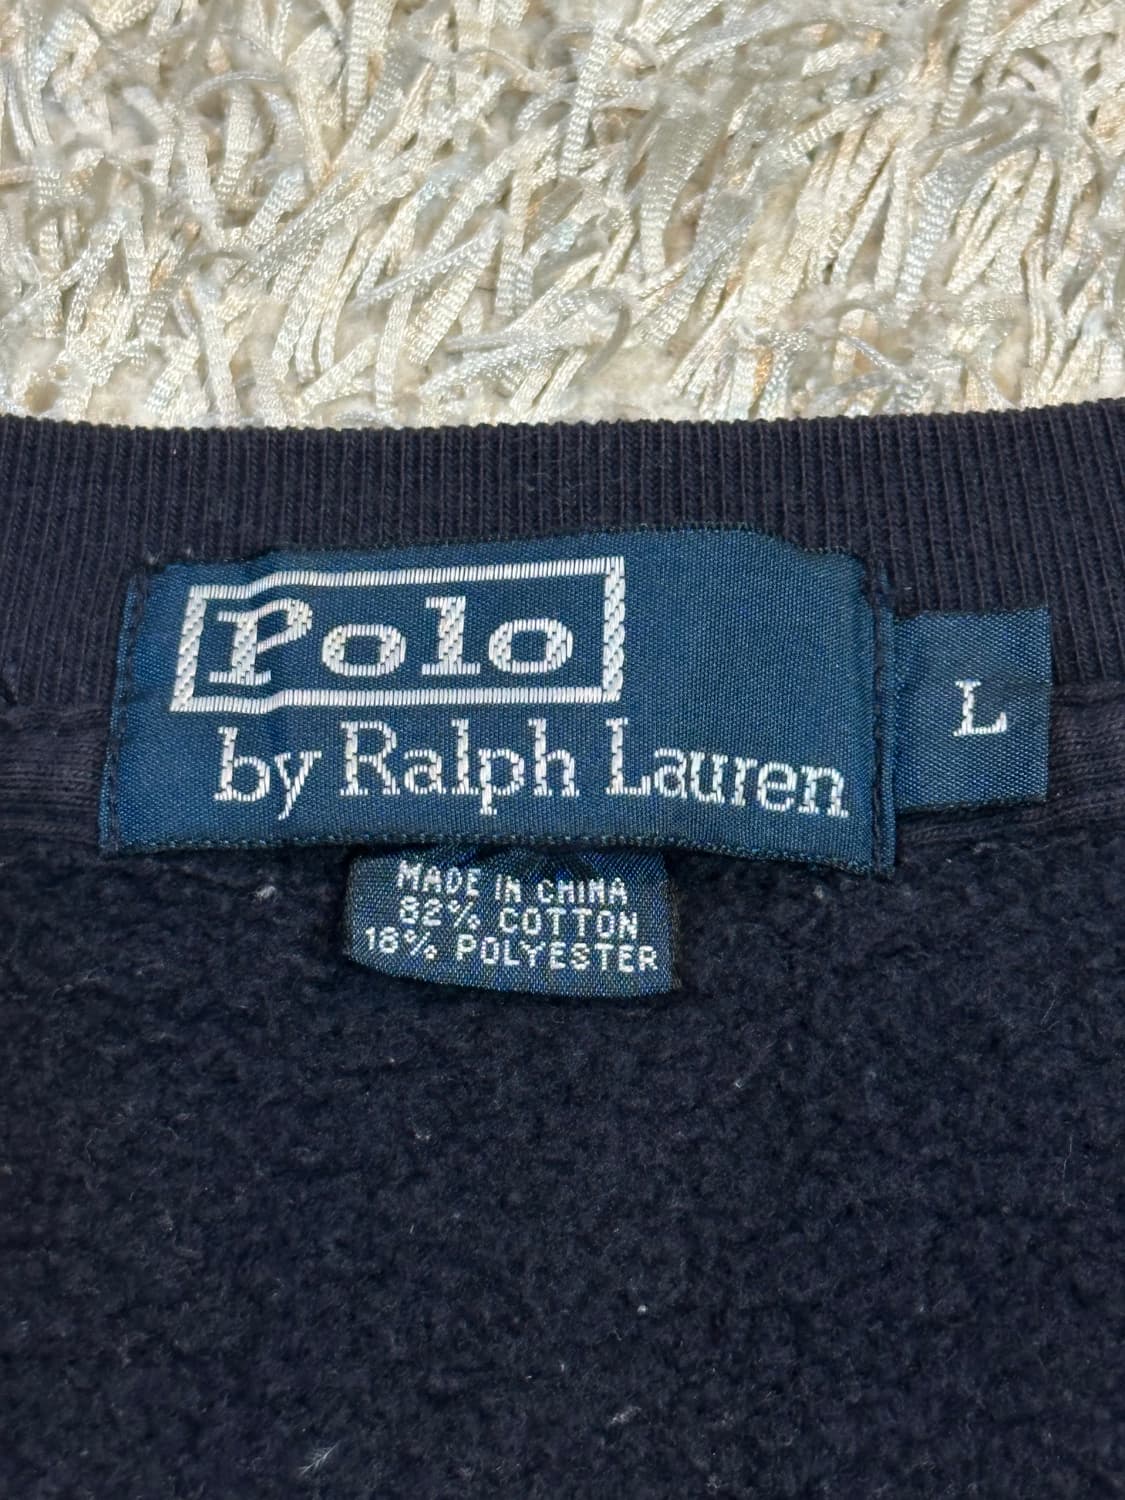 Polo
by Ralph Lauren
L
MADE IN CHINA
82% COTTON
18% POLYESTER